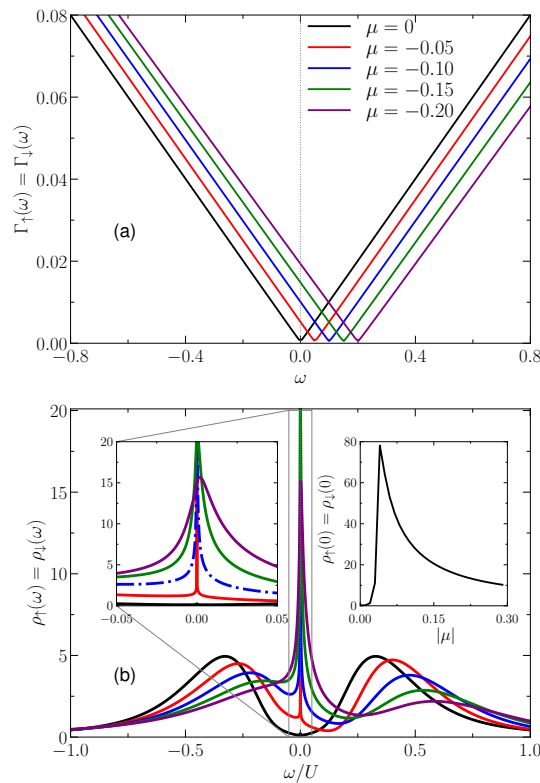 0.08
0.06
0.04
0.02
0.00
Γ↑(ω) = Γ↓(ω)
μ = 0
μ = −0.05
μ = −0.10
μ = −0.15
μ = −0.20
(a)
−0.8 −0.4 0.0 0.4 0.8
ω
20
15
10
5
0
ρ↑(ω) = ρ↓(ω)
20
15
10
5
0
−0.05 0.00 0.05
80
60
40
20
0
ρ↑(0) = ρ↓(0)
0.00 0.15 0.30
|μ|
(b)
−1.0 −0.5 0.0 0.5 1.0
ω/U